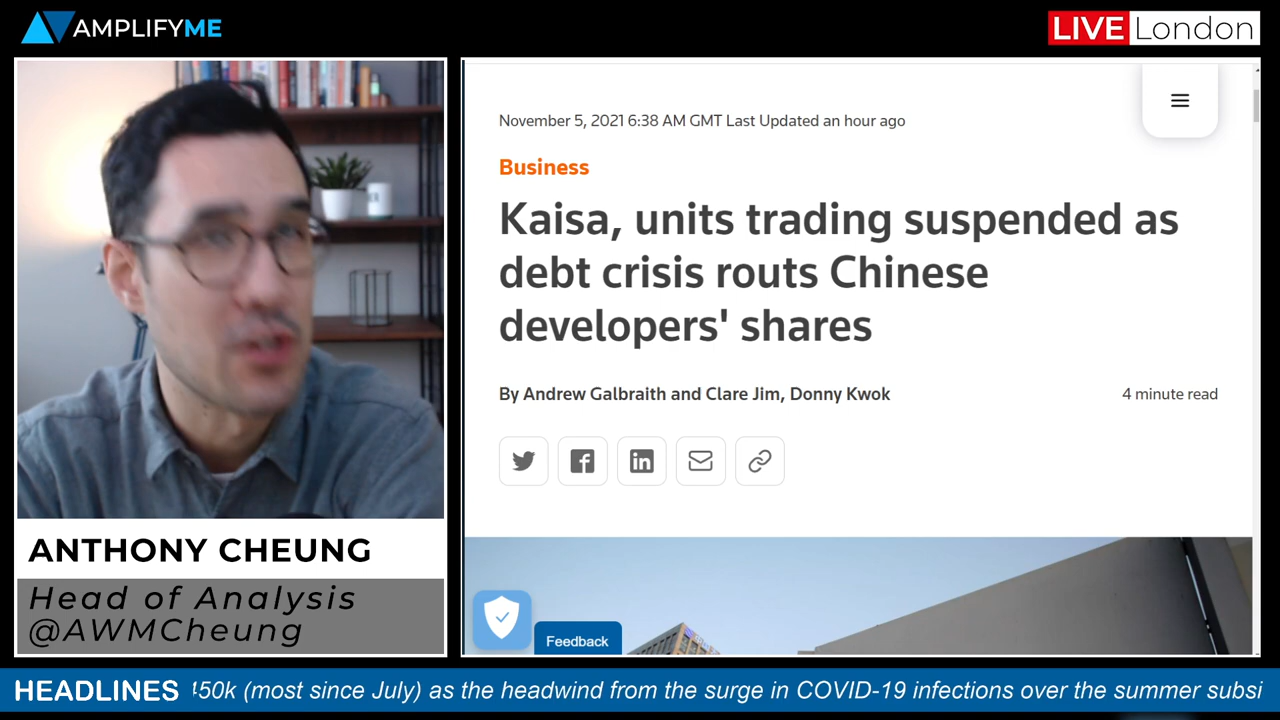 AMPLIFYME
LIVE London
November 5, 2021 6:38 AM GMT Last Updated an hour ago
Business
Kaisa, units trading suspended as
debt crisis routs Chinese
developers' shares
By Andrew Galbraith and Clare Jim, Donny Kwok
4 minute read
Feedback
ANTHONY CHEUNG
Head of Analysis
@AWMCheung
HEADLINES 450k (most since July) as the headwind from the surge in COVID-19 infections over the summer subsi